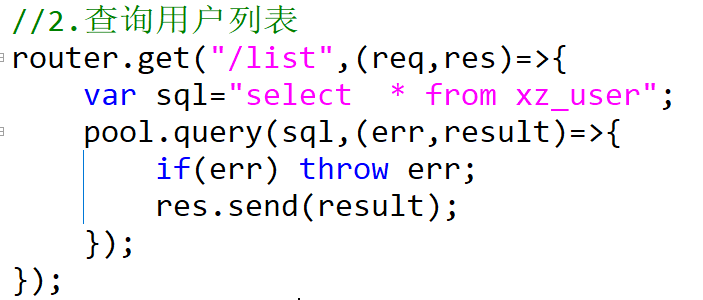 //2.查询用户列表
router.get("/list",(req,res)=>{
    var sql="select  * from xz_user";
    pool.query(sql,(err,result)=>{
        if(err) throw err;
        res.send(result);
    });
});